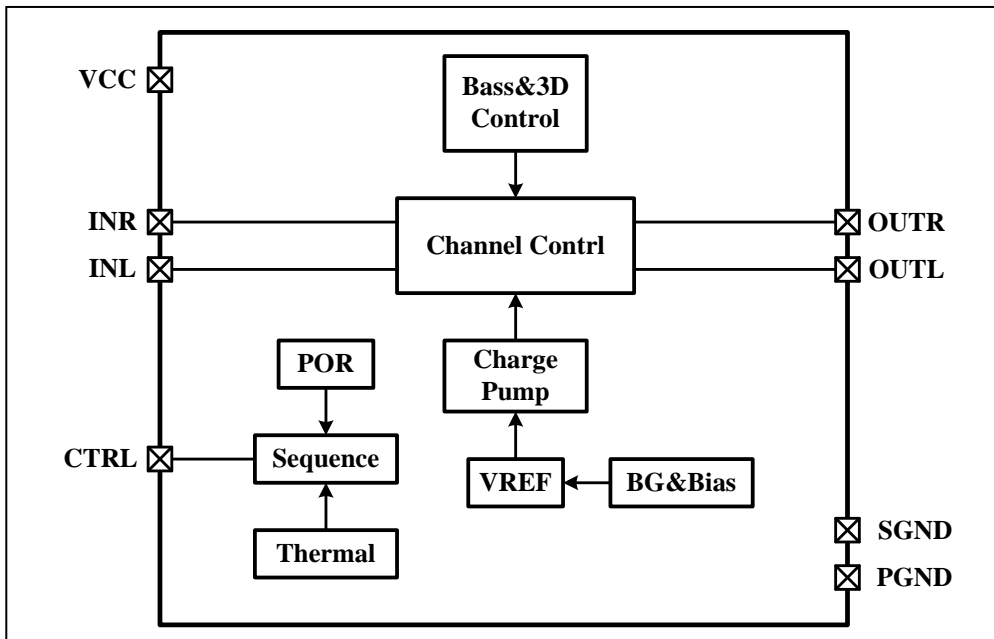 VCC
Bass&3D
Control
INR
Channel Contrl
OUTR
INL
OUTL
POR
Charge
Pump
CTRL
Sequence
VREF
BG&Bias
Thermal
SGND
PGND